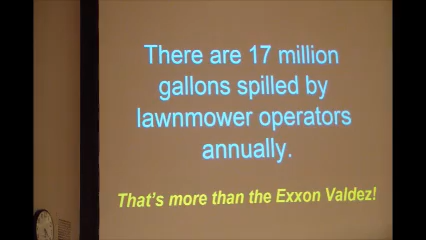 There are 17 million
gallons spilled by
lawnmower operators
annually.
That's more than the Exxon Valdez!